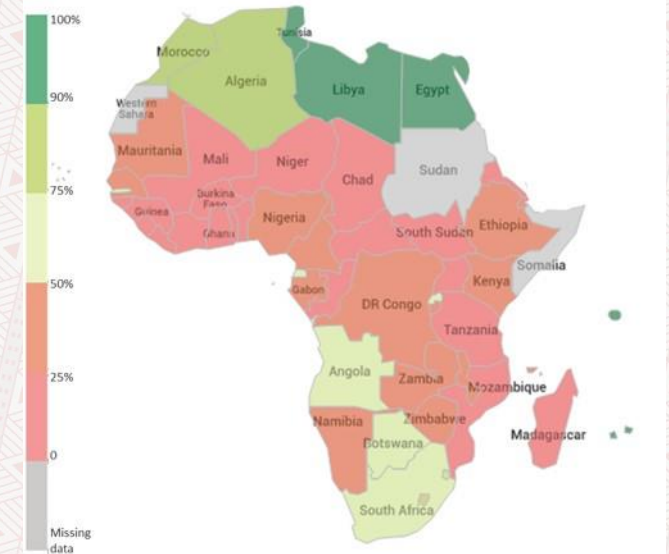 100%
90%
75%
50%
25%
0
Missing
data
Tunisia
Morocco
Algeria
Libya
Egypt
Western
Sahara
Mauritania
Mali
Niger
Chad
Sudan
Burkina
Faso
Guinea
Ghana
Nigeria
South Sudan
Ethiopia
Somalia
Gabon
DR Congo
Kenya
Tanzania
Angola
Zambia
Mozambique
Namibia
Zimbabwe
Botswana
Madagascar
South Africa